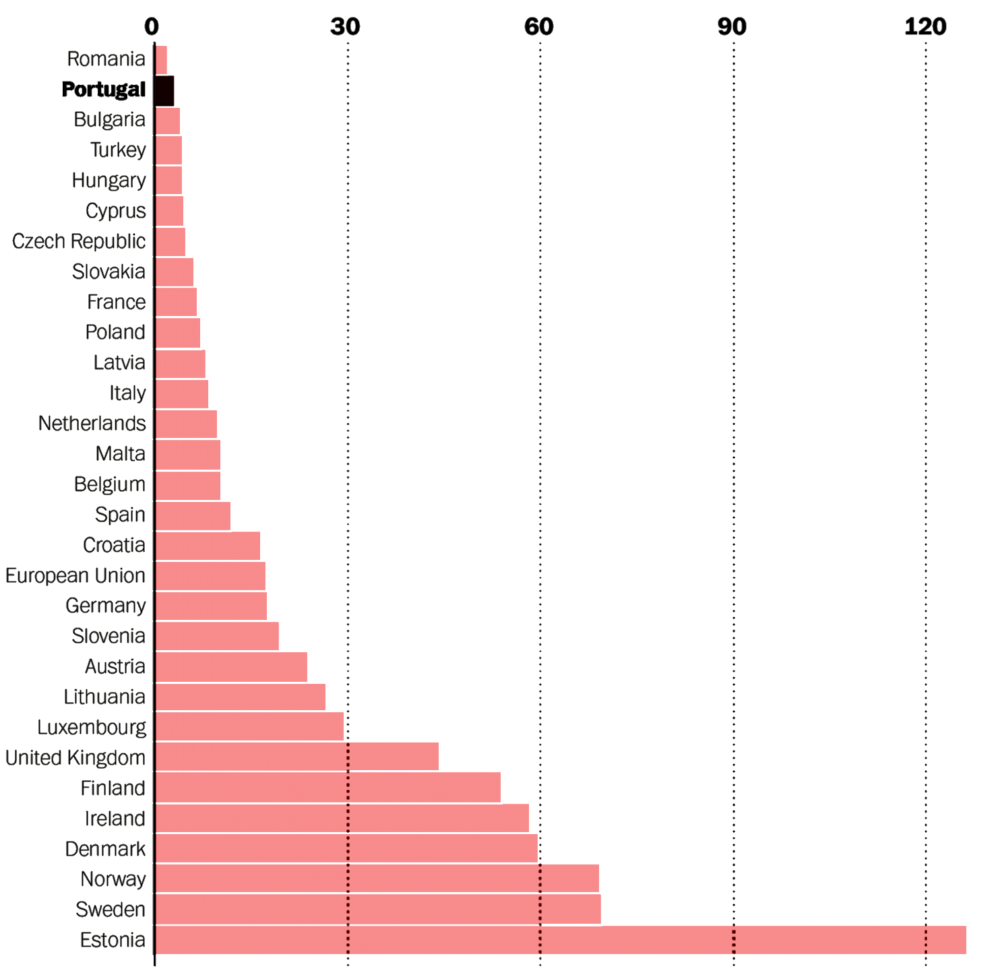 0 30 60 90 120
Romania
Portugal
Bulgaria
Turkey
Hungary
Cyprus
Czech Republic
Slovakia
France
Poland
Latvia
Italy
Netherlands
Malta
Belgium
Spain
Croatia
European Union
Germany
Slovenia
Austria
Lithuania
Luxembourg
United Kingdom
Finland
Ireland
Denmark
Norway
Sweden
Estonia